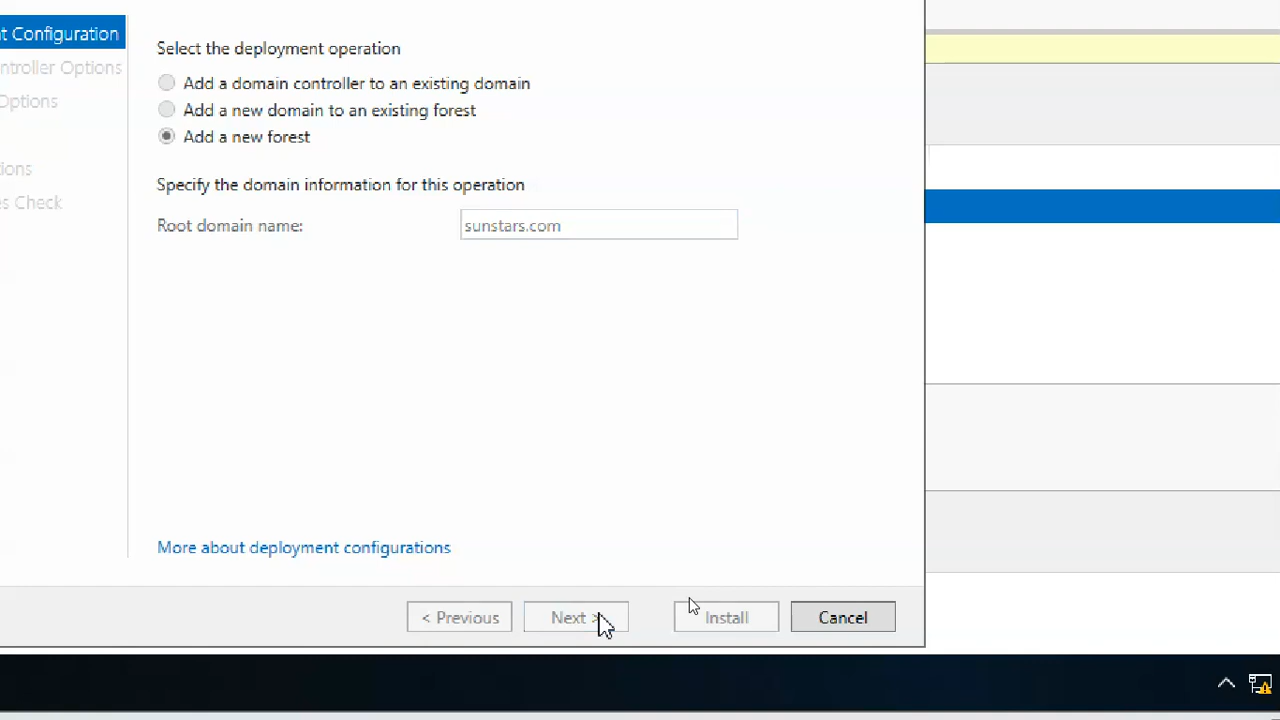 t Configuration
ntroller Options
Options
ions
es Check
Select the deployment operation
Add a domain controller to an existing domain
Add a new domain to an existing forest
Add a new forest
Specify the domain information for this operation
Root domain name: sunstars.com
More about deployment configurations
< Previous Next > Install Cancel